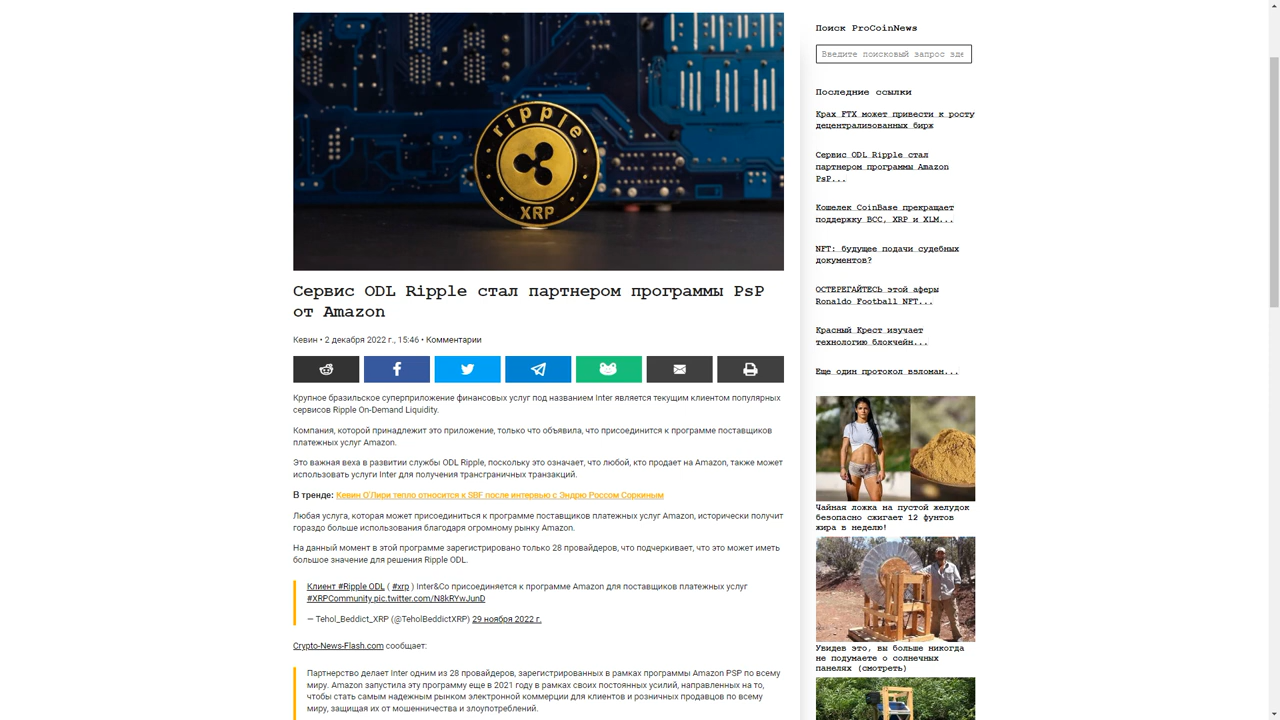 ripple
XRP
Сервис ODL Ripple стал партнером программы PsP
от Amazon
Кевин • 2 декабря 2022 г., 15:46 • Комментарии
Крупное бразильское суперприложение финансовых услуг под названием Inter является текущим клиентом популярных
сервисов Ripple On-Demand Liquidity.
Компания, которой принадлежит это приложение, только что объявила, что присоединится к программе поставщиков
платежных услуг Amazon.
Это важная веха в развитии службы ODL Ripple, поскольку это означает, что любой, кто продает на Amazon, также может
использовать услуги Inter для получения трансграничных транзакций.
В тренде: Кевин О'Лири тепло относится к SBF после интервью с Эндрю Россом Соркиным
Любая услуга, которая может присоединиться к программе поставщиков платежных услуг Amazon, исторически получит
гораздо больше использования благодаря огромному рынку Amazon.
На данный момент в этой программе зарегистрировано только 28 провайдеров, что подчеркивает, что это может иметь
большое значение для решения Ripple ODL.
Клиент #Ripple ODL ( #xrp ) Inter&Co присоединяется к программе Amazon для поставщиков платежных услуг
#XRPCommunity pic.twitter.com/N8kRYwJunD
— Tehol_Beddict_XRP (@TeholBeddictXRP) 29 ноября 2022 г.
Crypto-News-Flash.com сообщает:
Партнерство делает Inter одним из 28 провайдеров, зарегистрированных в рамках программы Amazon PSP по всему
миру. Amazon запустила эту программу еще в 2021 году в рамках своих постоянных усилий, направленных на то,
чтобы стать самым надежным рынком электронной коммерции для клиентов и розничных продавцов по всему
миру, защищая их от мошенничества и злоупотреблений.
Поиск ProCoinNews
Введите поисковый запрос зде
Последние ссылки
Крах FTX может привести к росту
децентрализованных бирж
Сервис ODL Ripple стал
партнером программы Amazon
PsP...
Кошелек CoinBase прекращает
поддержку BCC, XRP и XLM...
NFT: будущее подачи судебных
документов?
ОСТЕРЕГАЙТЕСЬ этой аферы
Ronaldo Football NFT...
Красный Крест изучает
технологию блокчейн...
Еще один протокол взломан...
Чайная ложка на пустой желудок
безопасно сжигает 12 фунтов
жира в неделю!
Увидев это, вы больше никогда
не подумаете о солнечных
панелях (смотреть)